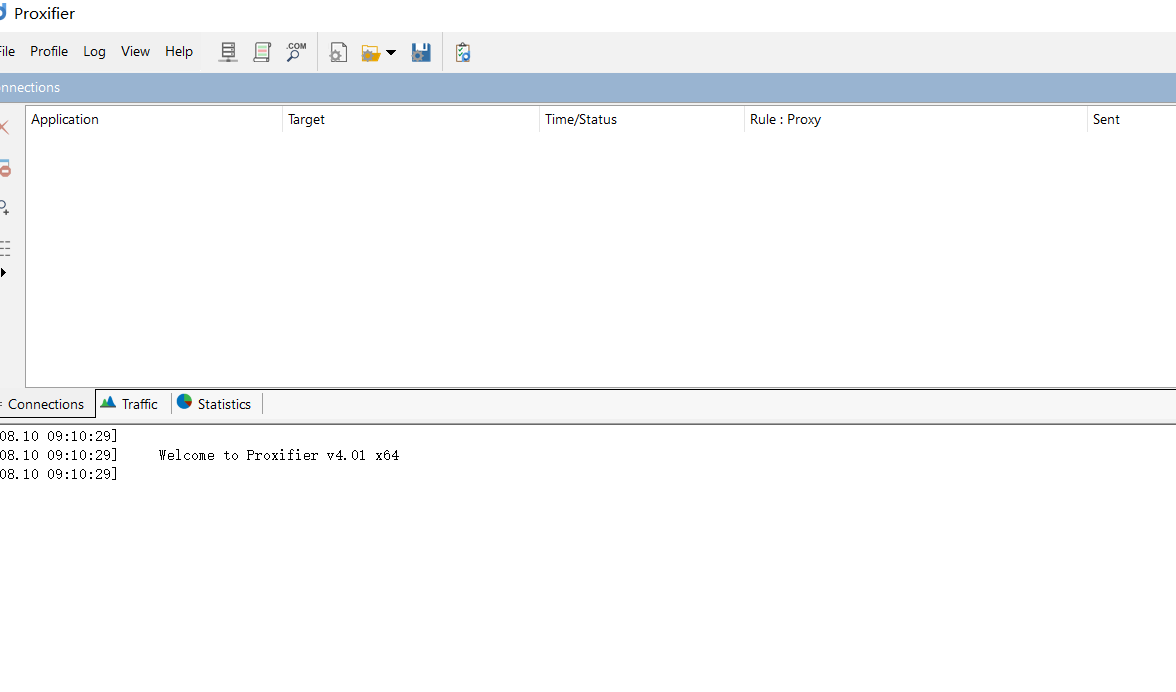 Proxifier
ile Profile Log View Help
.COM
nnections
Application Target Time/Status Rule : Proxy Sent
Connections Traffic Statistics
08.10 09:10:29]
08.10 09:10:29] Welcome to Proxifier v4.01 x64
08.10 09:10:29]